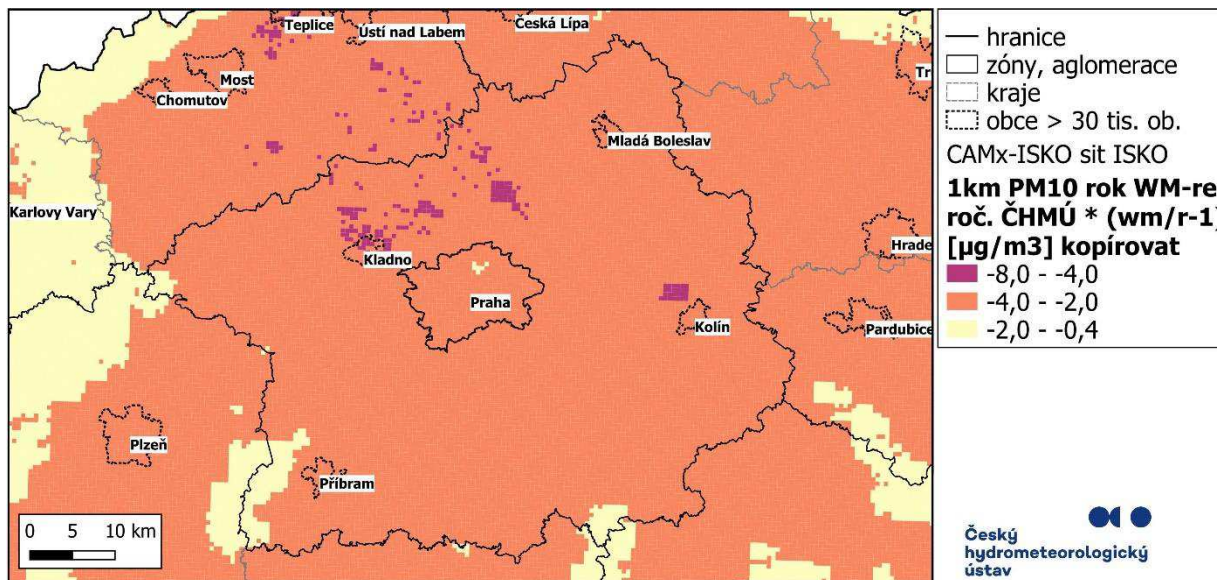 Teplice
Ústí nad Labem
Česká Lípa
Most
Chomutov
Tr
Mladá Boleslav
Karlovy Vary
Hrade
Kladno
Praha
Kolín
Pardubice
Plzeň
Příbram
0 5 10 km
hranice
zóny, aglomerace
kraje
obce > 30 tis. ob.
CAMx-ISKO sit ISKO
1km PM10 rok WM-re
roč. ČHMÚ * (wm/r-1)
[µg/m3] kopírovat
-8,0 - -4,0
-4,0 - -2,0
-2,0 - -0,4
Český
hydrometeorologický
ústav